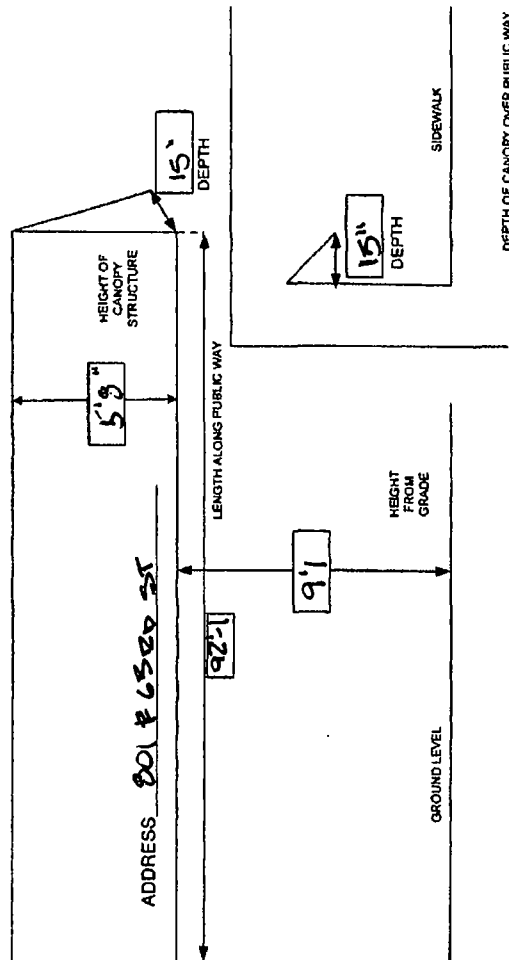 HEIGHT OF
CANOPY
STRUCTURE
15"
DEPTH
5'8"
ADDRESS 801 E 63RD ST
LENGTH ALONG PUBLIC WAY
92'-1
9'1
HEIGHT
FROM
GRADE
GROUND LEVEL
15"
DEPTH
SIDEWALK
DEPTH OF CANOPY OVER PUBLIC WAY